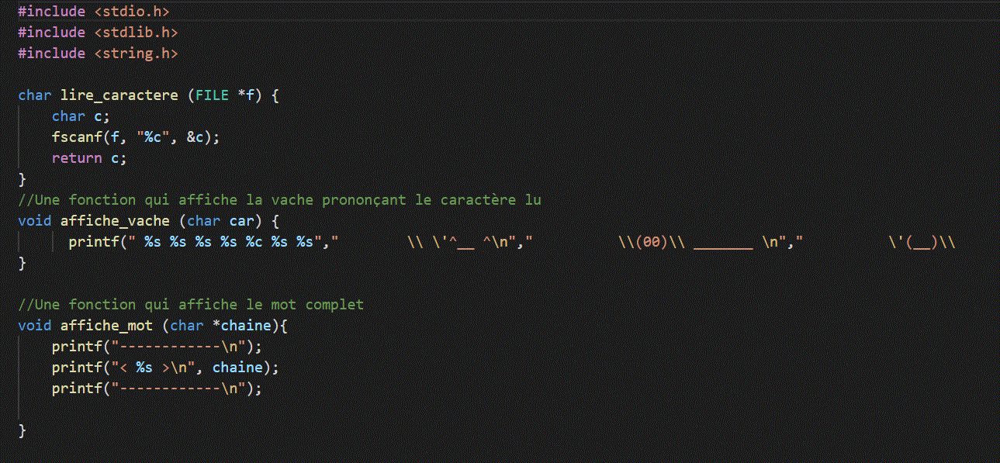 #include <stdio.h>
#include <stdlib.h>
#include <string.h>
char lire_caractere (FILE *f) {
char c;
fscanf(f, "%c", &c);
return c;
}
//Une fonction qui affiche la vache prononçant le caractère lu
void affiche_vache (char car) {
printf(" %s %s %s %s %c %s %s","        \\ \'^__ ^\n","          \\(00)\\ _______ \n","          \'(__)\\
}
//Une fonction qui affiche le mot complet
void affiche_mot (char *chaine){
printf("------------\n");
printf("< %s >\n", chaine);
printf("------------\n");
}